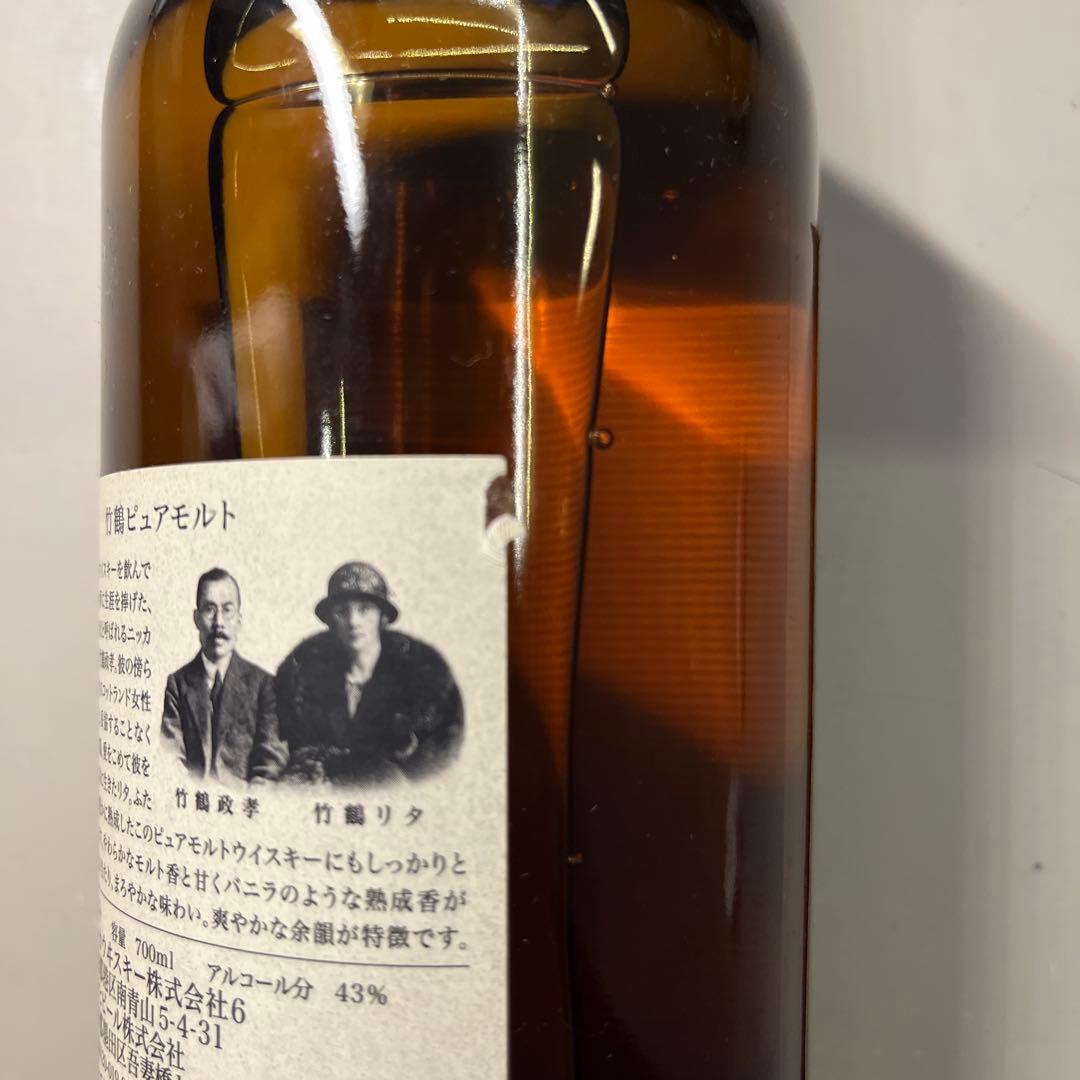 竹鶴ピュアモルト
スキーを飲んで
に生涯を捧げた、
呼ばれるニッカ
政孝。彼の傍ら
コットランド女性
することなく
愛をこめて彼を
生きたリタ。ふた
熟成したこのピュアモルトウイスキーにもしっかりと
やわらかなモルト香と甘くバニラのような熟成香が
まろやかな味わい。爽やかな余韻が特徴です。
竹鶴政孝 竹鶴リタ
容量 700ml アルコール分 43%
ウヰスキー株式会社6
区南青山5-4-31
ビール株式会社
墨田区吾妻橋